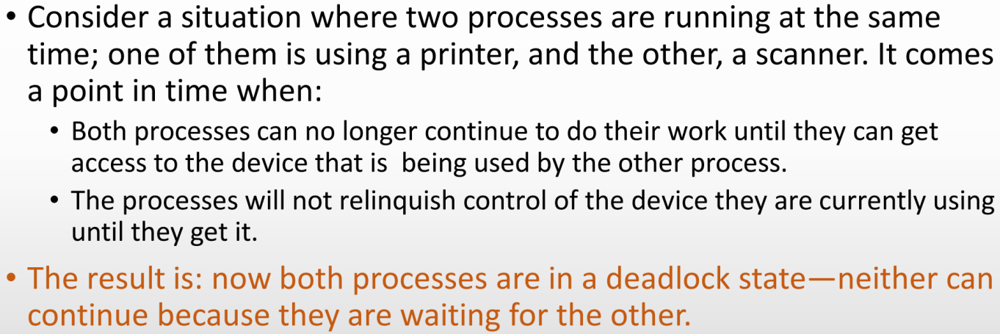 • Consider a situation where two processes are running at the same
time; one of them is using a printer, and the other, a scanner. It comes
a point in time when:
• Both processes can no longer continue to do their work until they can get
access to the device that is  being used by the other process.
• The processes will not relinquish control of the device they are currently using
until they get it.
• The result is: now both processes are in a deadlock state—neither can
continue because they are waiting for the other.